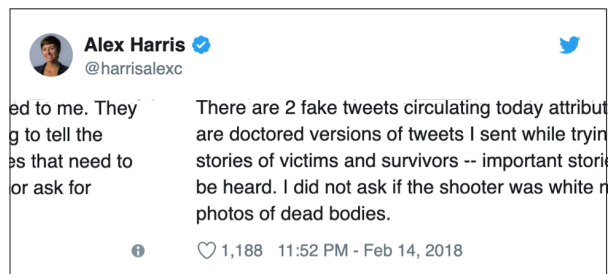 Alex Harris
@harrisalexc
ed to me. They
g to tell the
es that need to
or ask for
There are 2 fake tweets circulating today attribut
are doctored versions of tweets I sent while tryin
stories of victims and survivors -- important storie
be heard. I did not ask if the shooter was white n
photos of dead bodies.
1,188 11:52 PM - Feb 14, 2018